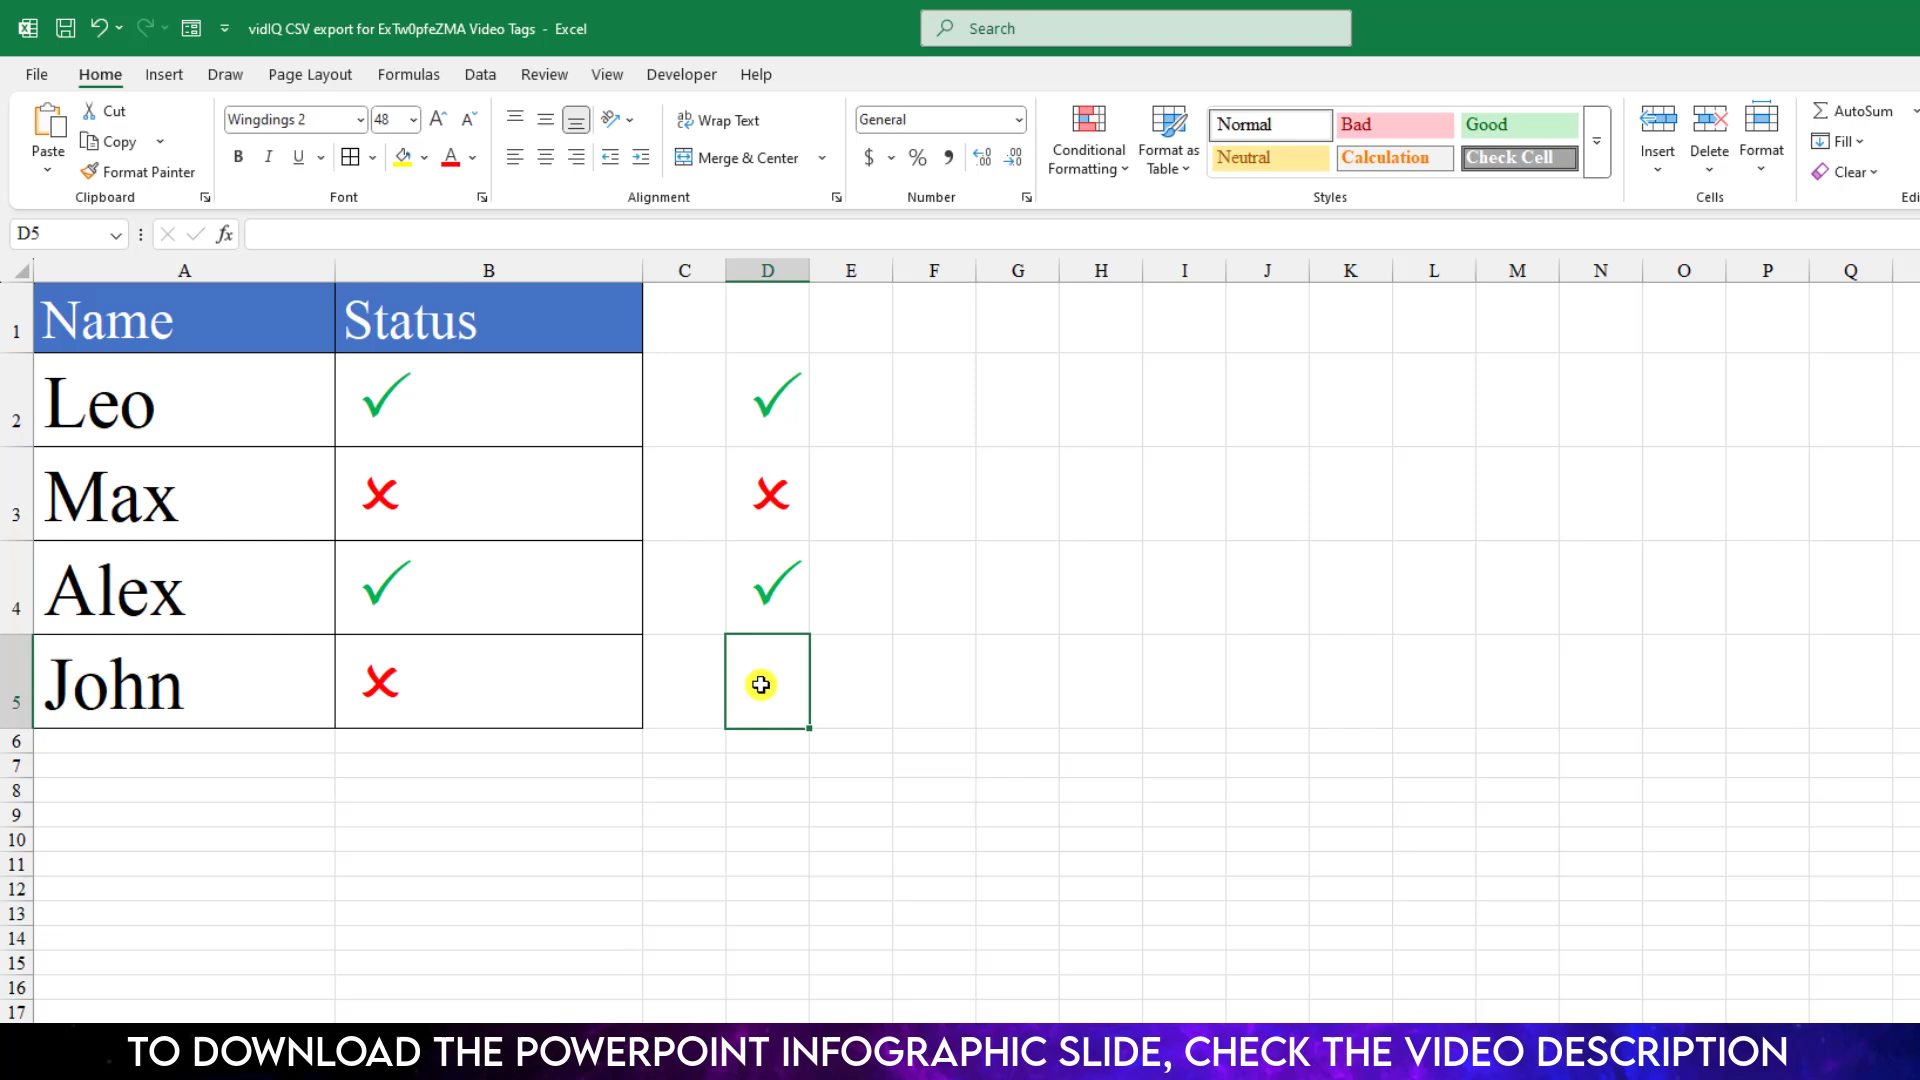 vidIQ CSV export for ExTw0pfeZMA Video Tags - Excel
Search
File Home Insert Draw Page Layout Formulas Data Review View Developer Help
Paste
Cut
Copy
Format Painter
Clipboard
Wingdings 2 48
B I U
Font
Wrap Text
Merge & Center
Alignment
General
$ % 9
Number
Conditional Formatting
Format as Table
Normal Bad Good
Neutral Calculation Check Cell
Styles
Insert Delete Format
Cells
AutoSum
Fill
Clear
Edi
D5
fx
A B C D E F G H I J K L M N O P Q
1 Name Status
2 Leo ✓ ✓
3 Max ✗ ✗
4 Alex ✓ ✓
5 John ✗
6
7
8
9
10
11
12
13
14
15
16
17
TO DOWNLOAD THE POWERPOINT INFOGRAPHIC SLIDE, CHECK THE VIDEO DESCRIPTION